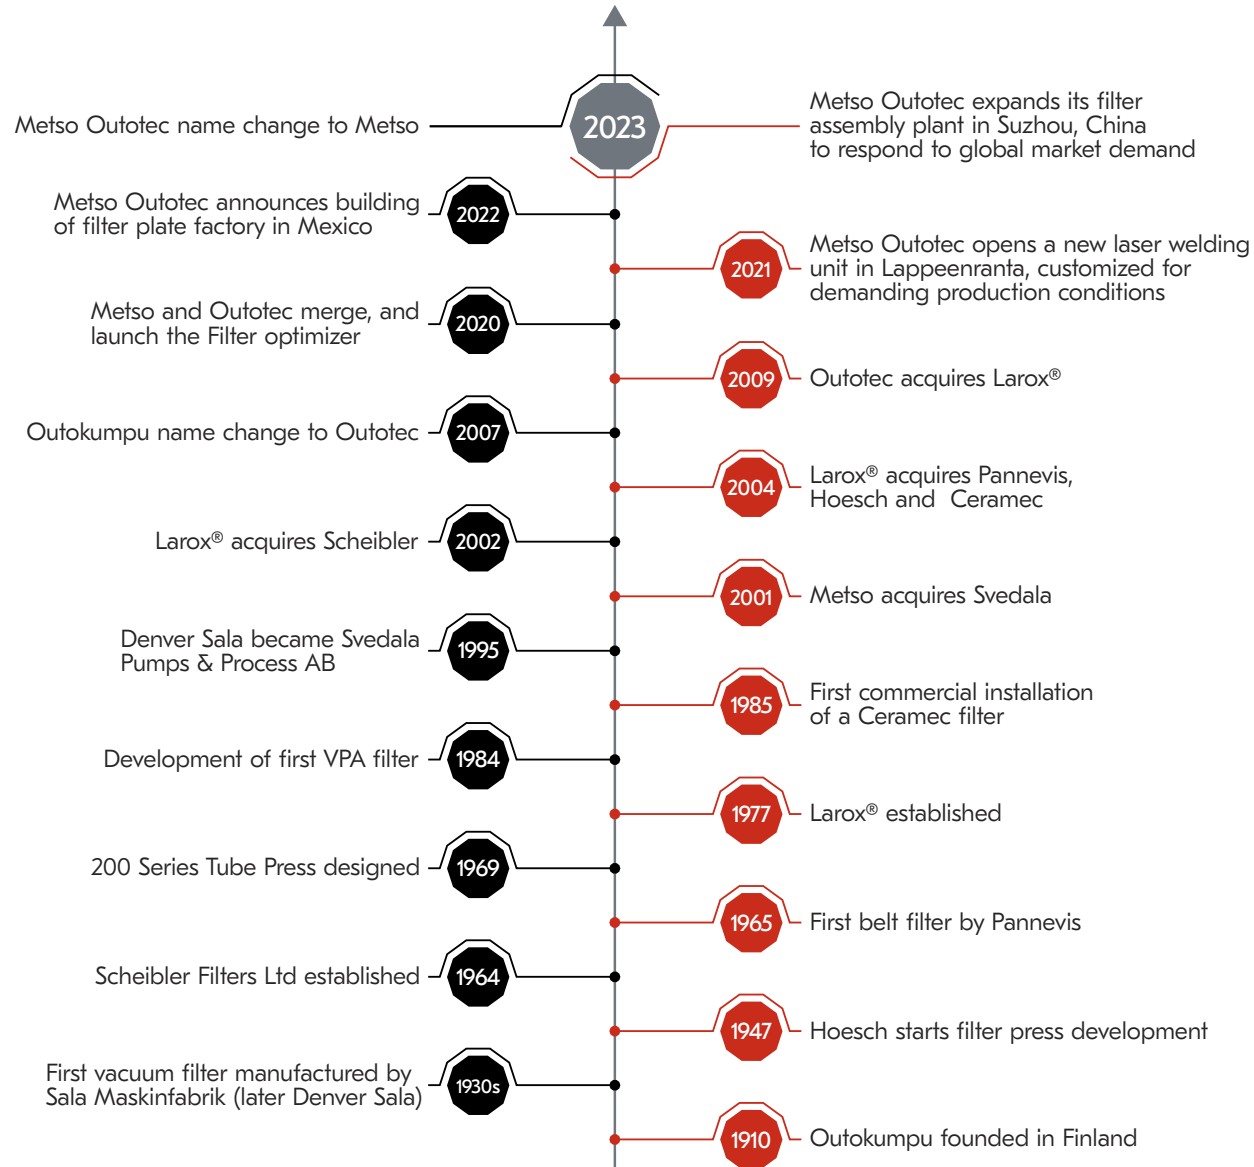 Metso Outotec name change to Metso
2023
Metso Outotec expands its filter
assembly plant in Suzhou, China
to respond to global market demand
Metso Outotec announces building
of filter plate factory in Mexico
2022
2021
Metso Outotec opens a new laser welding
unit in Lappeenranta, customized for
demanding production conditions
Metso and Outotec merge, and
launch the Filter optimizer
2020
2009
Outotec acquires Larox®
Outokumpu name change to Outotec
2007
2004
Larox® acquires Pannevis,
Hoesch and  Ceramec
Larox® acquires Scheibler
2002
2001
Metso acquires Svedala
Denver Sala became Svedala
Pumps & Process AB
1995
1985
First commercial installation
of a Ceramec filter
Development of first VPA filter
1984
1977
Larox® established
200 Series Tube Press designed
1969
1965
First belt filter by Pannevis
Scheibler Filters Ltd established
1964
1947
Hoesch starts filter press development
First vacuum filter manufactured by
Sala Maskinfabrik (later Denver Sala)
1930s
1910
Outokumpu founded in Finland